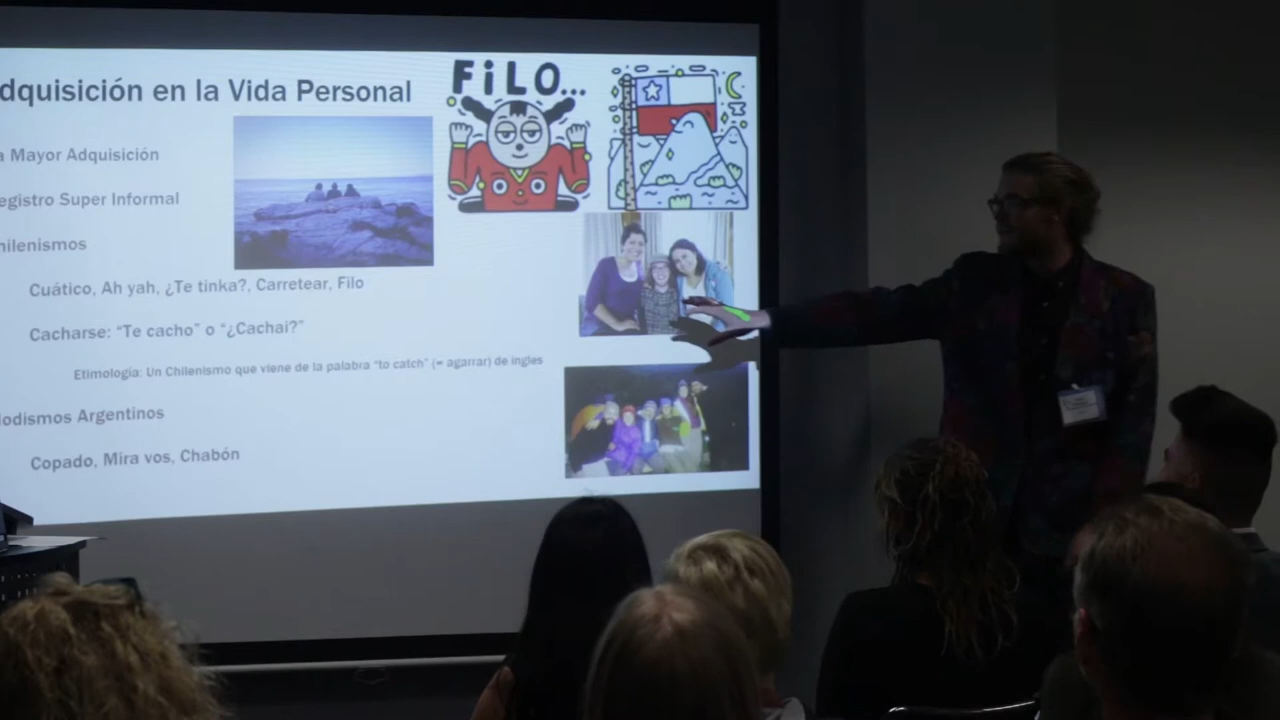 dquisición en la Vida Personal
FiLO...
a Mayor Adquisición
egistro Super Informal
hilenismos
Cuático, Ah yah, ¿Te tinka?, Carretear, Filo
Cacharse: “Te cacho” o “¿Cachai?”
Etimología: Un Chilenismo que viene de la palabra “to catch” (= agarrar) de ingles
odismos Argentinos
Copado, Mira vos, Chabón